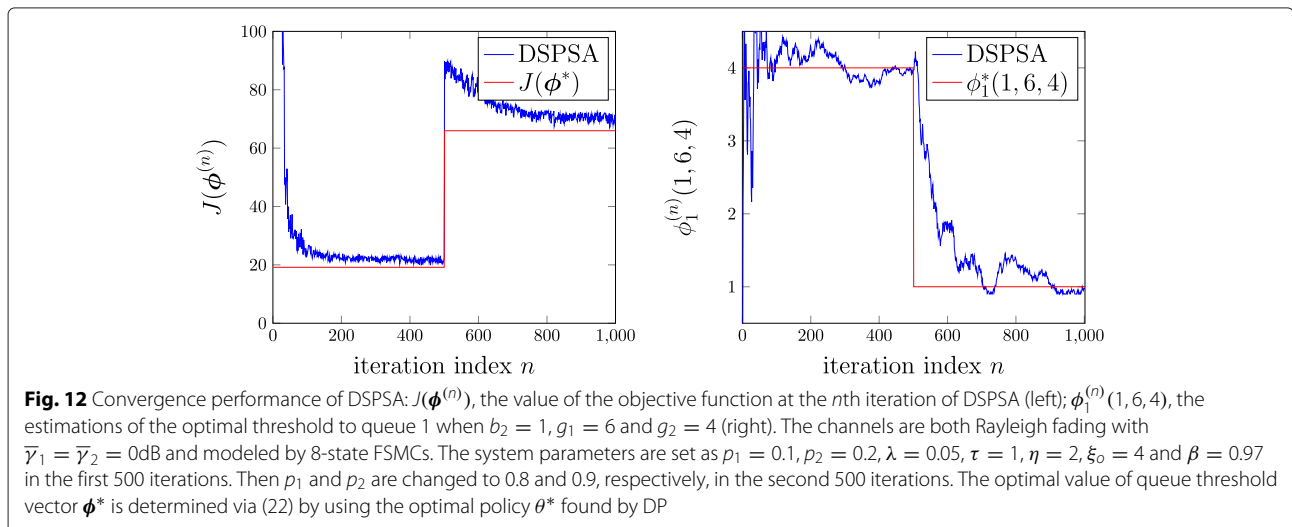 DSPSA
J(ϕ*)
100
80
60
40
20
0
0 200 400 600 800 1,000
iteration index n
J(ϕ^(n))
DSPSA
ϕ₁*(1, 6, 4)
4
3
2
1
0 200 400 600 800 1,000
iteration index n
ϕ₁^(n)(1, 6, 4)
Fig. 12 Convergence performance of DSPSA: J(ϕ^(n)), the value of the objective function at the nth iteration of DSPSA (left); ϕ₁^(n)(1, 6, 4), the
estimations of the optimal threshold to queue 1 when b₂ = 1, g₁ = 6 and g₂ = 4 (right). The channels are both Rayleigh fading with
γ̅₁ = γ̅₂ = 0dB and modeled by 8-state FSMCs. The system parameters are set as p₁ = 0.1, p₂ = 0.2, λ = 0.05, τ = 1, η = 2, ξₒ = 4 and β = 0.97
in the first 500 iterations. Then p₁ and p₂ are changed to 0.8 and 0.9, respectively, in the second 500 iterations. The optimal value of queue threshold
vector ϕ* is determined via (22) by using the optimal policy θ* found by DP